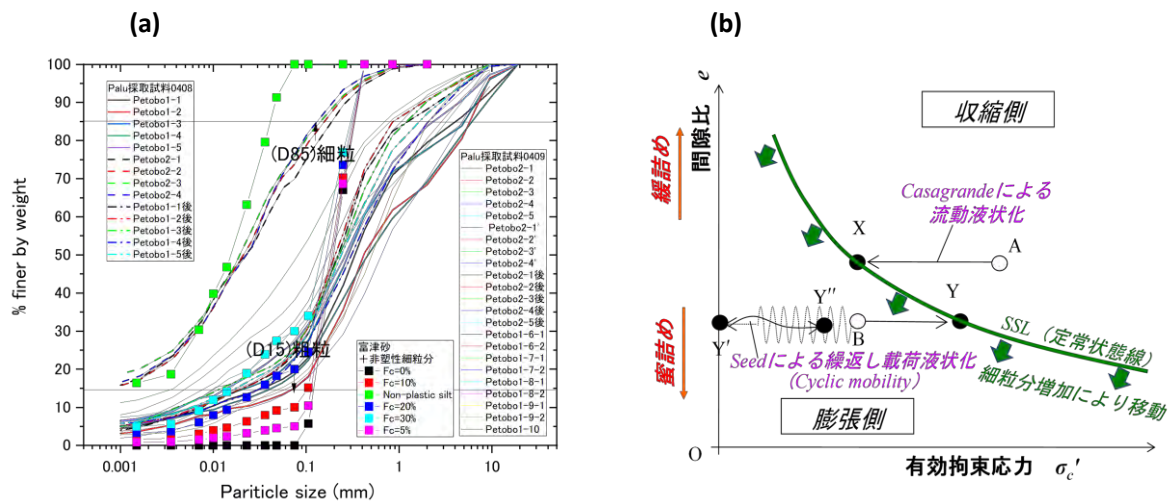 (a)
100
90
80
70
60
50
40
30
20
10
0
% finer by weight
0.001
0.01
0.1
1
10
Pariticle size (mm)
Palu採取試料0408
Petobo1-1
Petobo1-2
Petobo1-3
Petobo1-4
Petobo1-5
Petobo2-1
Petobo2-2
Petobo2-3
Petobo2-4
Petobo1-1後
Petobo1-2後
Petobo1-3後
Petobo1-4後
Petobo1-5後
(D85)細粒
(D15)粗粒
富津砂
+非塑性細粒分
Fc=0%
Fc=10%
Non-plastic silt
Fc=20%
Fc=30%
Fc=5%
Palu採取試料0409
Petobo2-1
Petobo2-2
Petobo2-3
Petobo2-4
Petobo2-5
Petobo2-1'
Petobo2-2'
Petobo2-3'
Petobo2-4'
Petobo2-1後
Petobo2-2後
Petobo2-3後
Petobo2-4後
Petobo2-5後
Petobo1-6-1
Petobo1-6-2
Petobo1-7-1
Petobo1-7-2
Petobo1-8-1
Petobo1-8-2
Petobo1-9-1
Petobo1-9-2
Petobo1-10
(b)
e
間隙比
緩詰め
蜜詰め
収縮側
Casagrandeによる
流動液状化
X
A
Y
Y''
B
Y'
Seedによる繰返し載荷液状化
(Cyclic mobility)
SSL (定常状態線)
細粒分増加により移動
膨張側
O
有効拘束応力 σc'